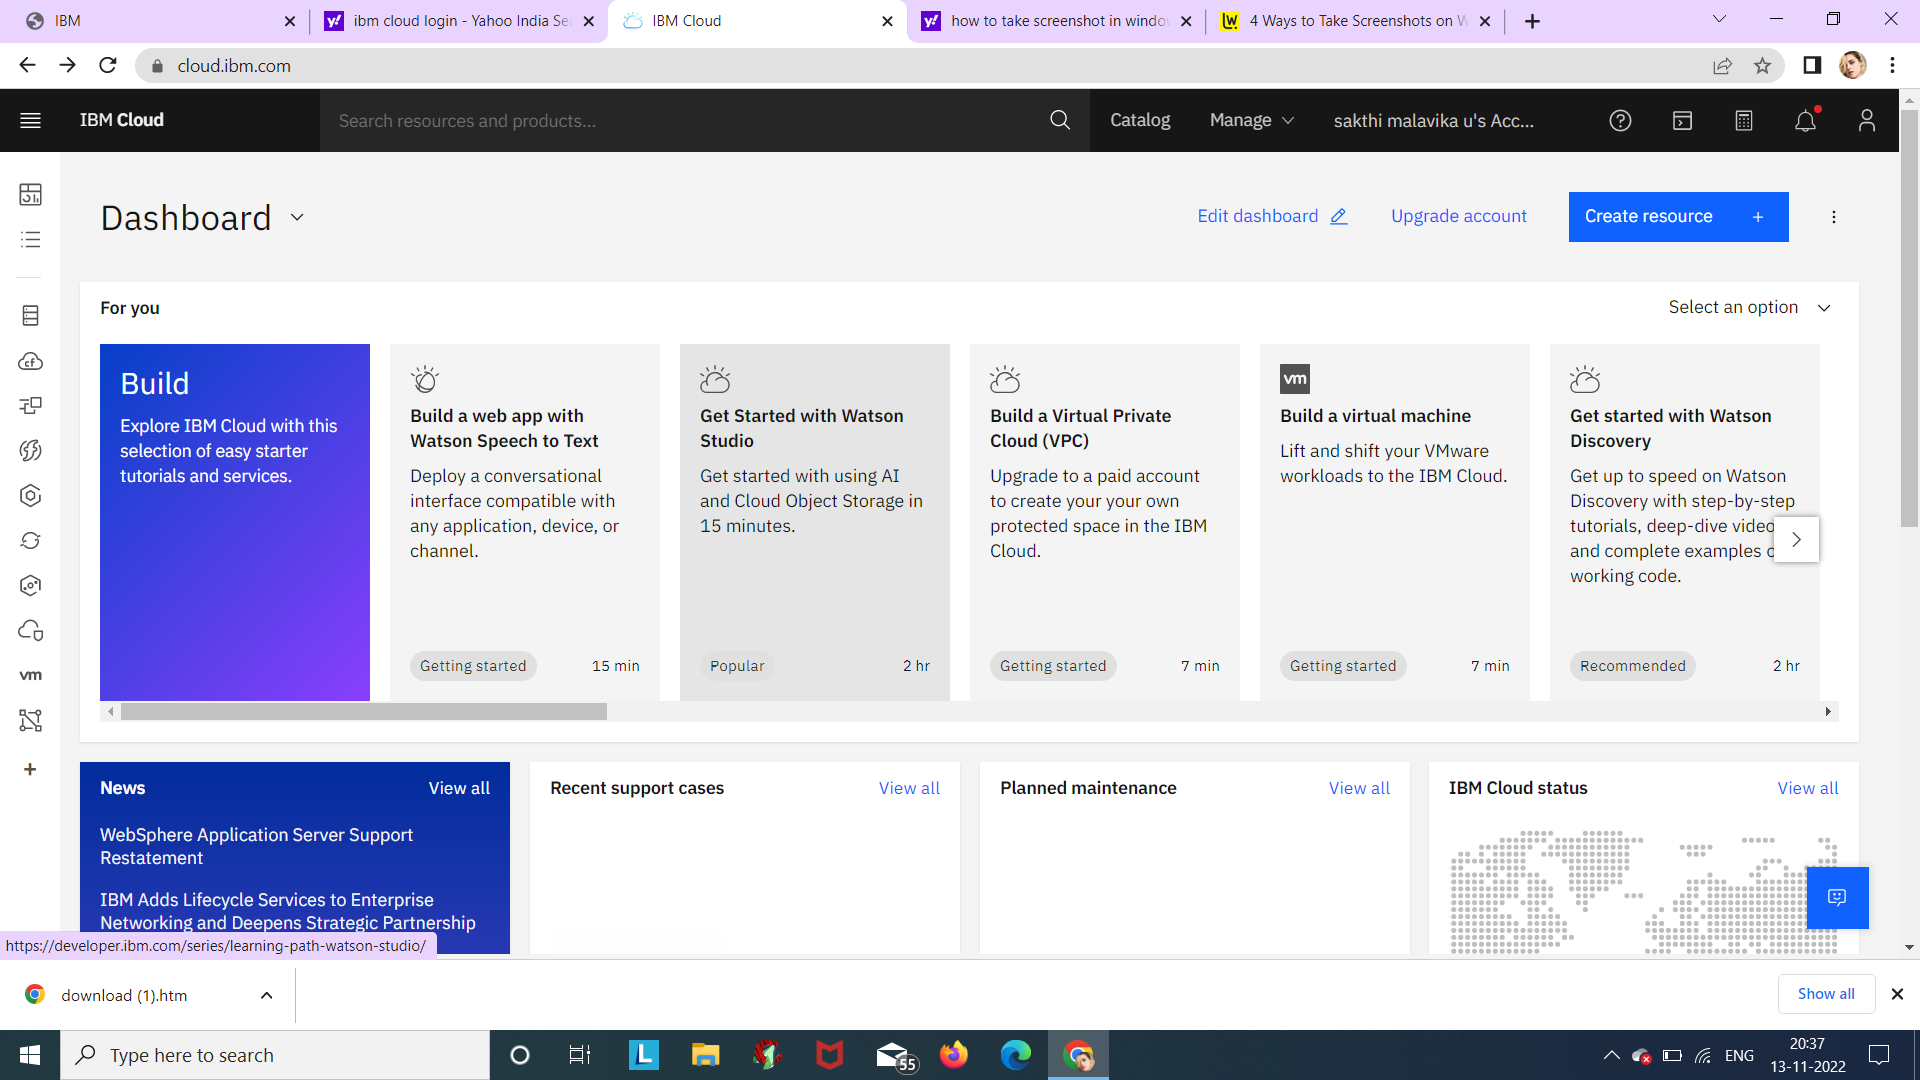 IBM
ibm cloud login - Yahoo India Se
IBM Cloud
how to take screenshot in windo
4 Ways to Take Screenshots on W
cloud.ibm.com
IBM Cloud
Search resources and products...
Catalog
Manage
sakthi malavika u's Acc...
Dashboard
Edit dashboard
Upgrade account
Create resource +
For you
Select an option
Build
Explore IBM Cloud with this
selection of easy starter
tutorials and services.
Build a web app with
Watson Speech to Text
Deploy a conversational
interface compatible with
any application, device, or
channel.
Getting started
15 min
Get Started with Watson
Studio
Get started with using AI
and Cloud Object Storage in
15 minutes.
Popular
2 hr
Build a Virtual Private
Cloud (VPC)
Upgrade to a paid account
to create your your own
protected space in the IBM
Cloud.
Getting started
7 min
vm
Build a virtual machine
Lift and shift your VMware
workloads to the IBM Cloud.
Getting started
7 min
Get started with Watson
Discovery
Get up to speed on Watson
Discovery with step-by-step
tutorials, deep-dive video
and complete examples
working code.
Recommended
2 hr
vm
News
View all
WebSphere Application Server Support
Restatement
IBM Adds Lifecycle Services to Enterprise
Networking and Deepens Strategic Partnership
Recent support cases
View all
Planned maintenance
View all
IBM Cloud status
View all
https://developer.ibm.com/series/learning-path-watson-studio/
download (1).htm
Show all
Type here to search
L
55
ENG
20:37
13-11-2022